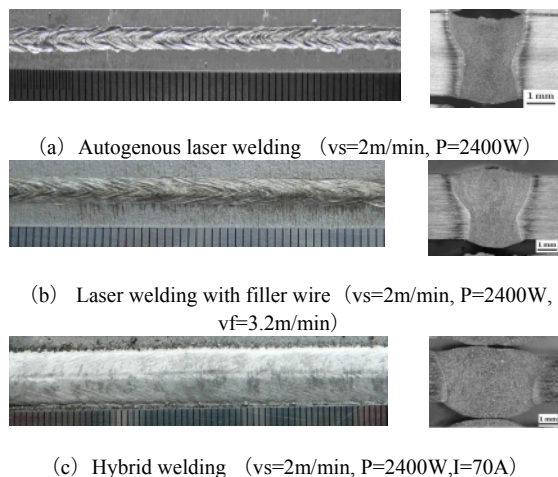 1 mm
(a) Autogenous laser welding (vs=2m/min, P=2400W)
1 mm
(b) Laser welding with filler wire (vs=2m/min, P=2400W,
vf=3.2m/min)
1 mm
(c) Hybrid welding (vs=2m/min, P=2400W,I=70A)